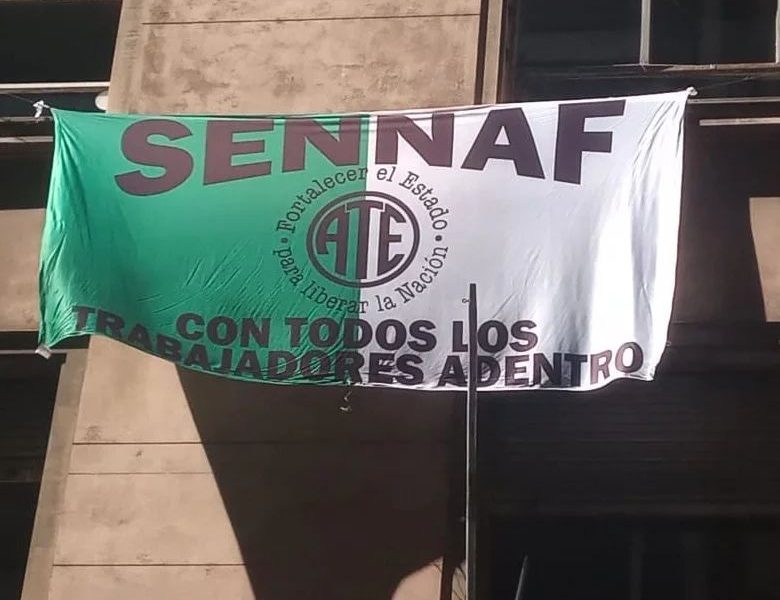 SENNAF
• Fortalecer el Estado •
ATE
para liberar la Nación
CON TODOS LOS
TRABAJADORES ADENTRO